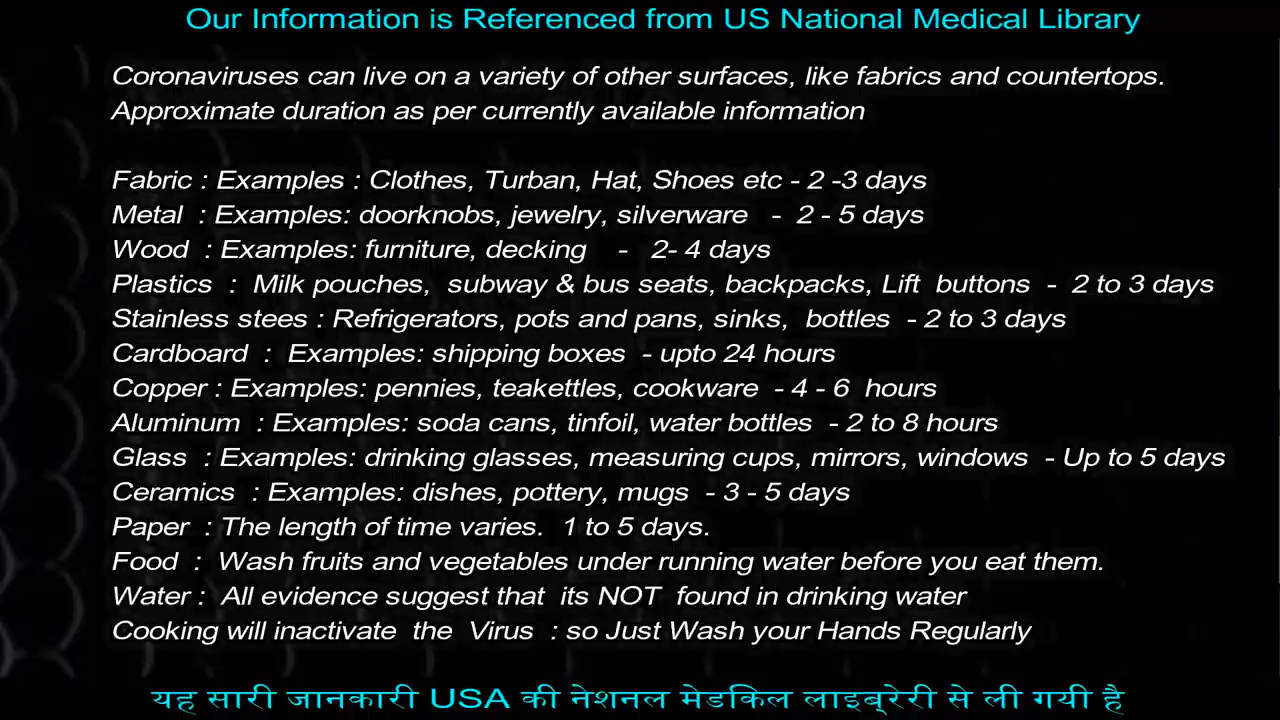 Our Information is Referenced from US National Medical Library
Coronaviruses can live on a variety of other surfaces, like fabrics and countertops.
Approximate duration as per currently available information
Fabric : Examples : Clothes, Turban, Hat, Shoes etc - 2 -3 days
Metal : Examples: doorknobs, jewelry, silverware - 2 - 5 days
Wood : Examples: furniture, decking - 2- 4 days
Plastics : Milk pouches, subway & bus seats, backpacks, Lift buttons - 2 to 3 days
Stainless stees : Refrigerators, pots and pans, sinks, bottles - 2 to 3 days
Cardboard : Examples: shipping boxes - upto 24 hours
Copper : Examples: pennies, teakettles, cookware - 4 - 6 hours
Aluminum : Examples: soda cans, tinfoil, water bottles - 2 to 8 hours
Glass : Examples: drinking glasses, measuring cups, mirrors, windows - Up to 5 days
Ceramics : Examples: dishes, pottery, mugs - 3 - 5 days
Paper : The length of time varies. 1 to 5 days.
Food : Wash fruits and vegetables under running water before you eat them.
Water : All evidence suggest that its NOT found in drinking water
Cooking will inactivate the Virus : so Just Wash your Hands Regularly
यह सारी जानकारी USA की नेशनल मेडकिल लाइब्रेरी से ली गयी है